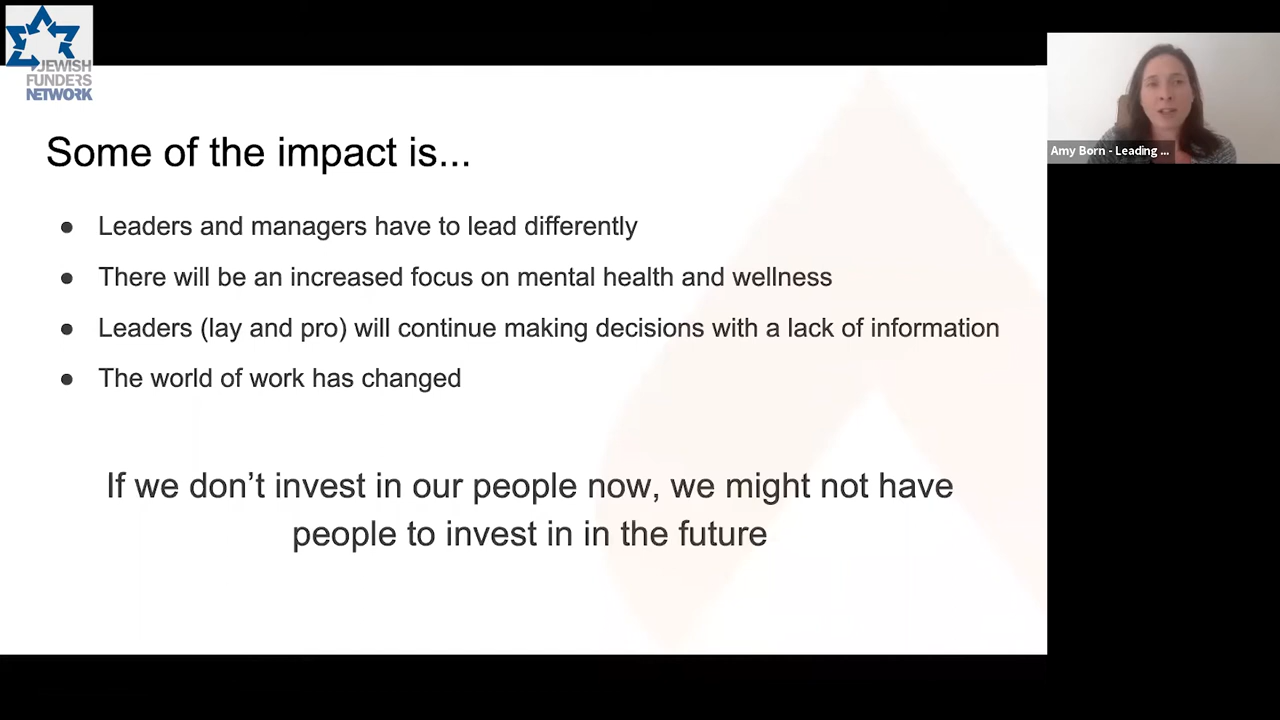 JEWISH
FUNDERS
NETWORK
Some of the impact is...
● Leaders and managers have to lead differently
● There will be an increased focus on mental health and wellness
● Leaders (lay and pro) will continue making decisions with a lack of information
● The world of work has changed
If we don’t invest in our people now, we might not have
people to invest in in the future
Amy Born - Leading ...